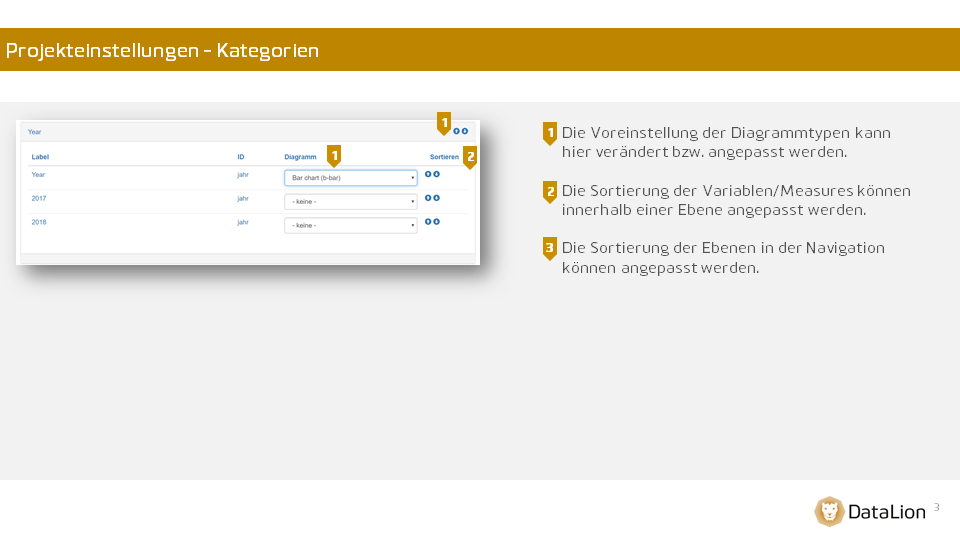 Projekteinstellungen – Kategorien
1
Year
Label ID Diagramm 1 Sortieren 2
Year jahr Bar chart (b-bar)
2017 jahr - keine -
2018 jahr - keine -
1 Die Voreinstellung der Diagrammtypen kann
hier verändert bzw. angepasst werden.
2 Die Sortierung der Variablen/Measures können
innerhalb einer Ebene angepasst werden.
3 Die Sortierung der Ebenen in der Navigation
können angepasst werden.
DataLion 3